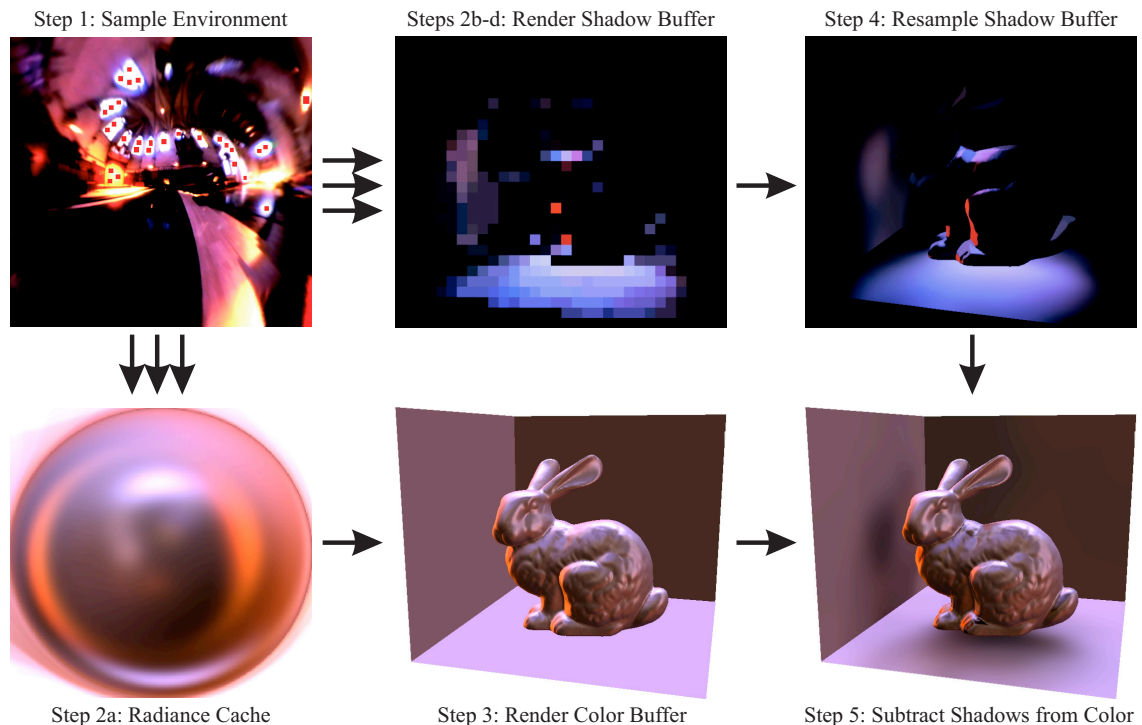 Step 1: Sample Environment
Steps 2b-d: Render Shadow Buffer
Step 4: Resample Shadow Buffer
Step 2a: Radiance Cache
Step 3: Render Color Buffer
Step 5: Subtract Shadows from Color